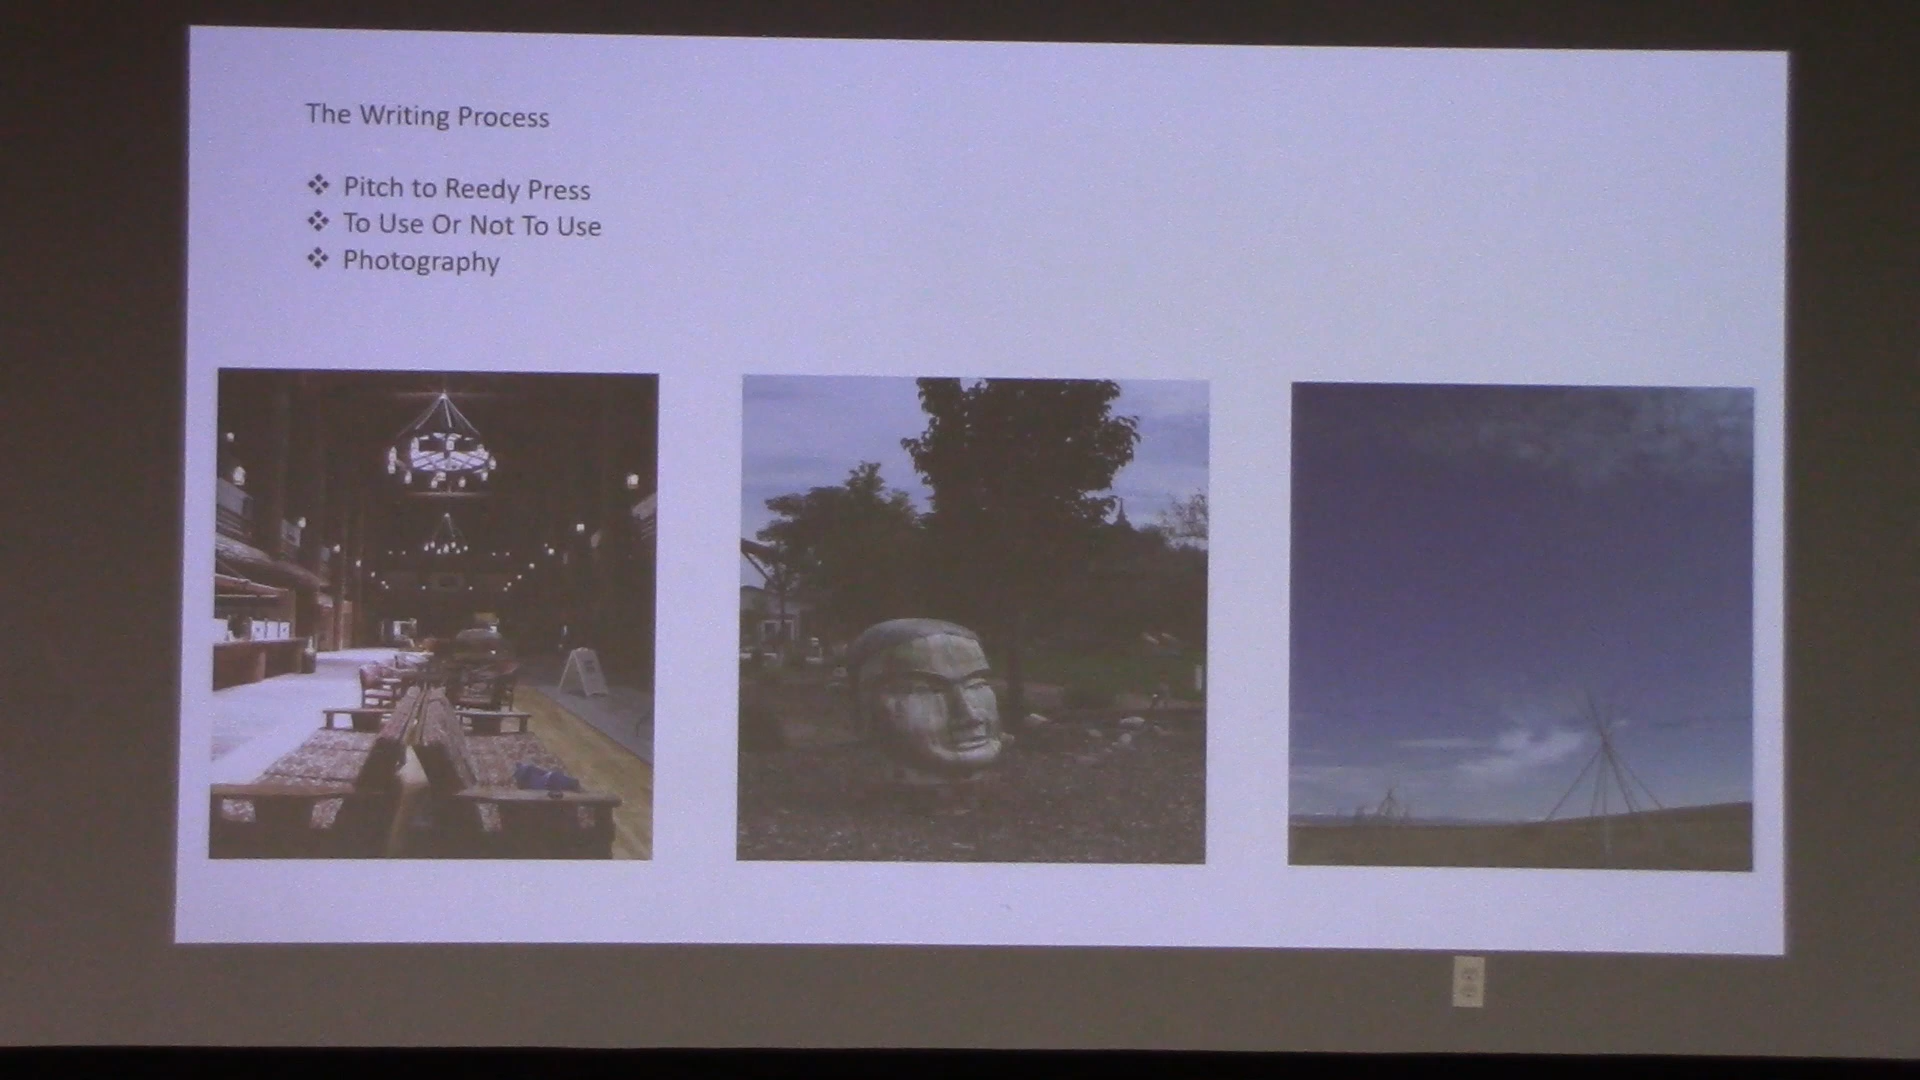 The Writing Process
❖ Pitch to Reedy Press
❖ To Use Or Not To Use
❖ Photography